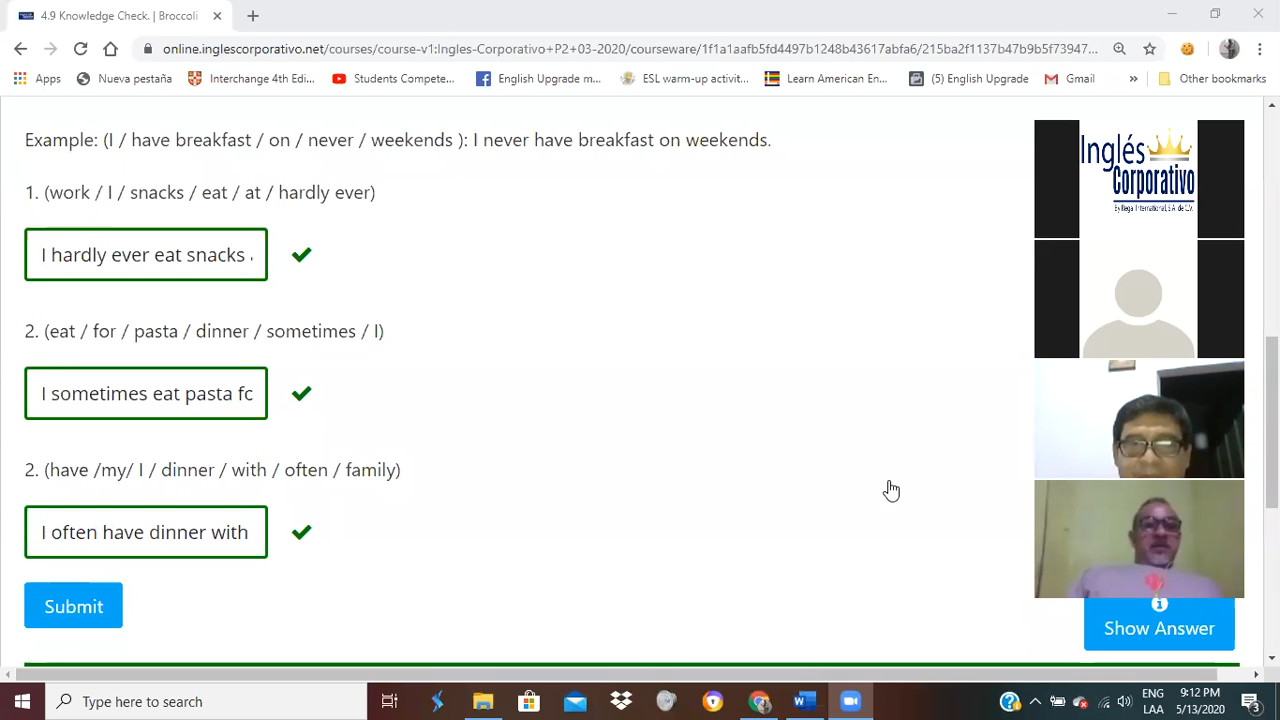 4.9 Knowledge Check. | Broccoli
online.inglescorporativo.net/courses/course-v1:Ingles-Corporativo+P2+03-2020/courseware/1f1a1aafb5fd4497b1248b43617abfa6/215ba2f1137b47b9b5f73947...
Apps Nueva pestaña Interchange 4th Edi... Students Compete... English Upgrade m... ESL warm-up activit... Learn American En... (5) English Upgrade Gmail » Other bookmarks
Example: (I / have breakfast / on / never / weekends ): I never have breakfast on weekends.
1. (work / I / snacks / eat / at / hardly ever)
I hardly ever eat snacks
2. (eat / for / pasta / dinner / sometimes / I)
I sometimes eat pasta fo
2. (have /my/ I / dinner / with / often / family)
I often have dinner with
Submit
Show Answer
Inglés
Corporativo
By Rega International, S.A. de C.V.
Type here to search
ENG
LAA
9:12 PM
5/13/2020
3